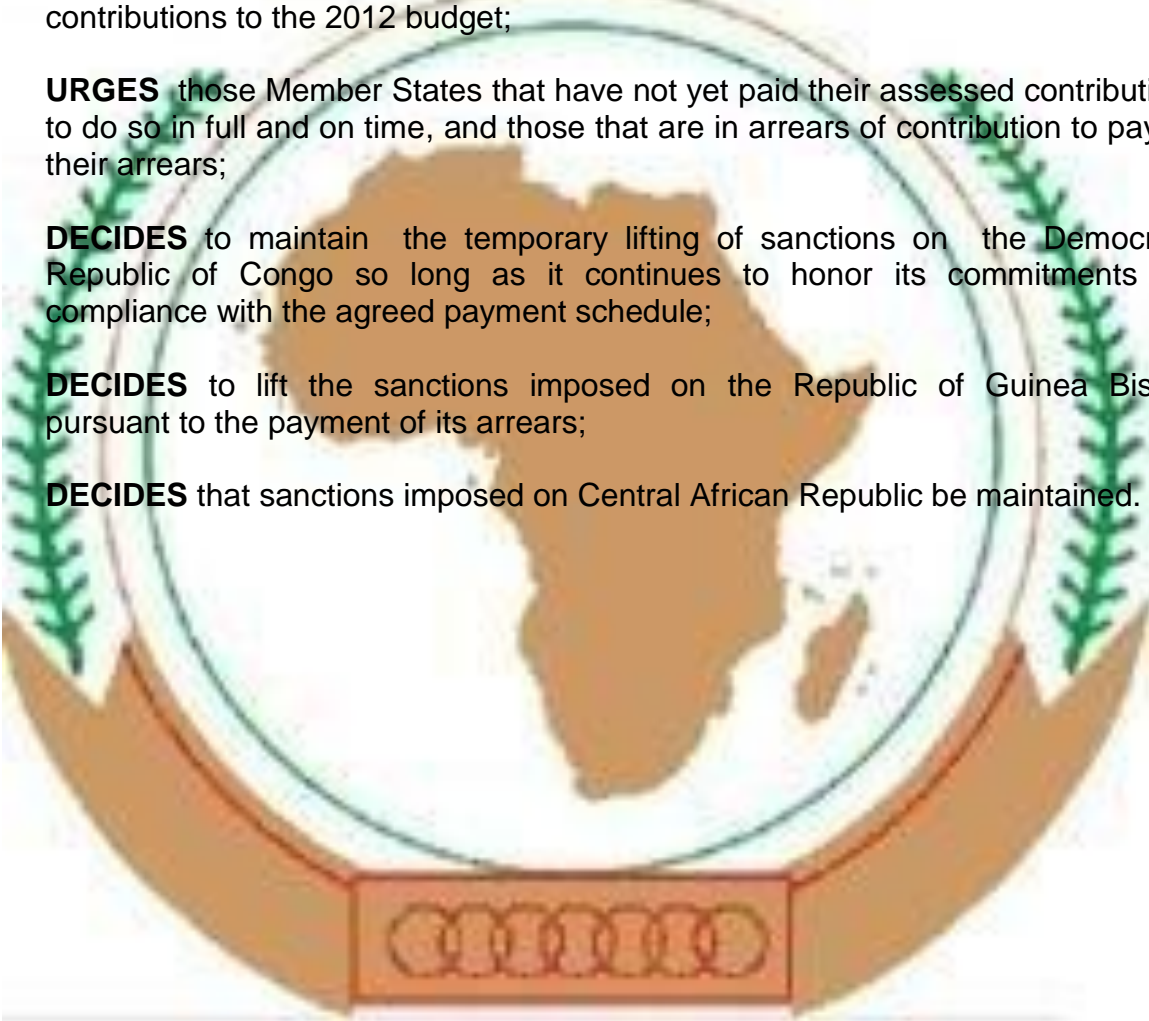 contributions to the 2012 budget;
URGES those Member States that have not yet paid their assessed
to do so in full and on time, and those that are in arrears of contribution to pay
their arrears;
DECIDES to maintain the temporary lifting of sanctions on the
Republic of Congo so long as it continues to honor its commitments
compliance with the agreed payment schedule;
DECIDES to lift the sanctions imposed on the Republic of Guinea
pursuant to the payment of its arrears;
DECIDES that sanctions imposed on Central African Republic be maintained.